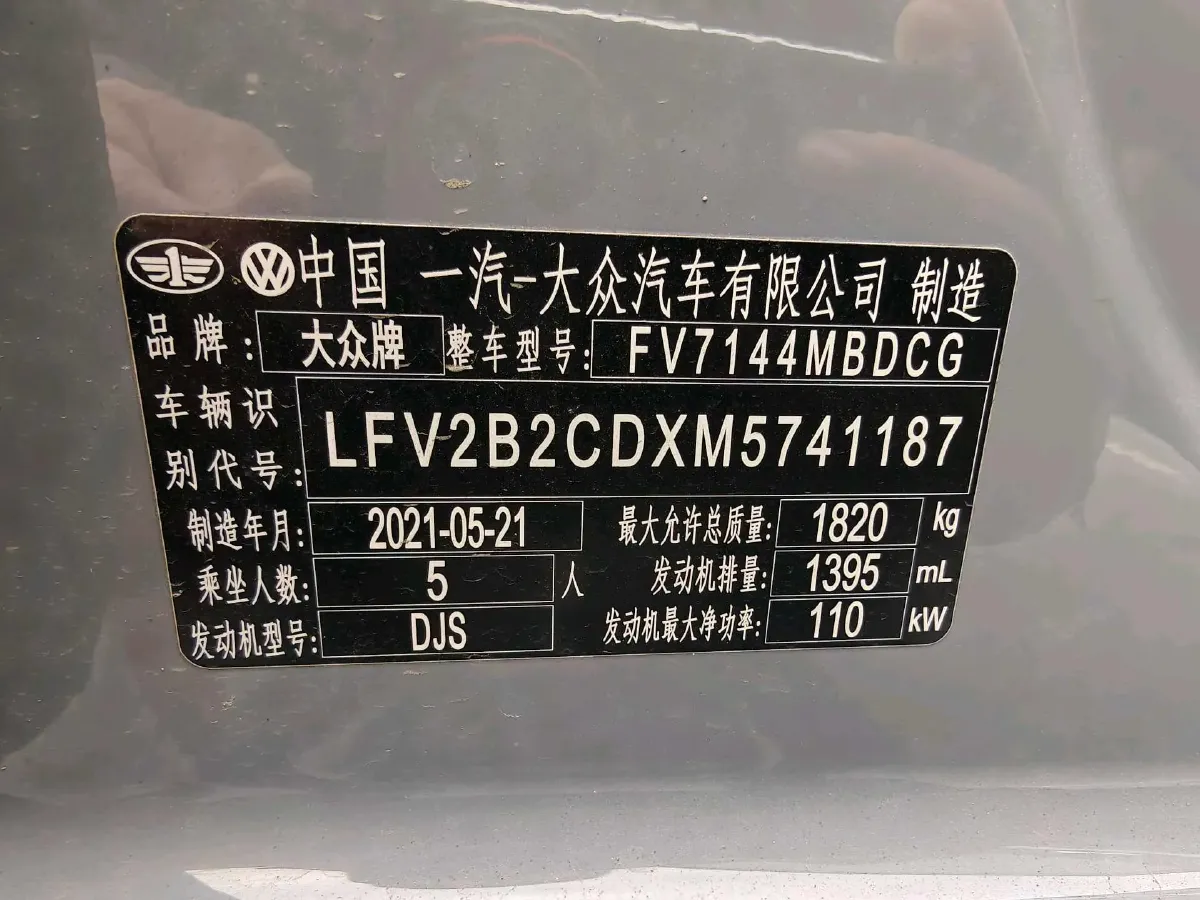 中国 一汽-大众汽车有限公司 制造
品牌: 大众牌 整车型号: FV7144MBDCG
车辆识别代号: LFV2B2CDXM5741187
制造年月: 2021-05-21 最大允许总质量: 1820 kg
乘坐人数: 5 人 发动机排量: 1395 mL
发动机型号: DJS 发动机最大净功率: 110 kW